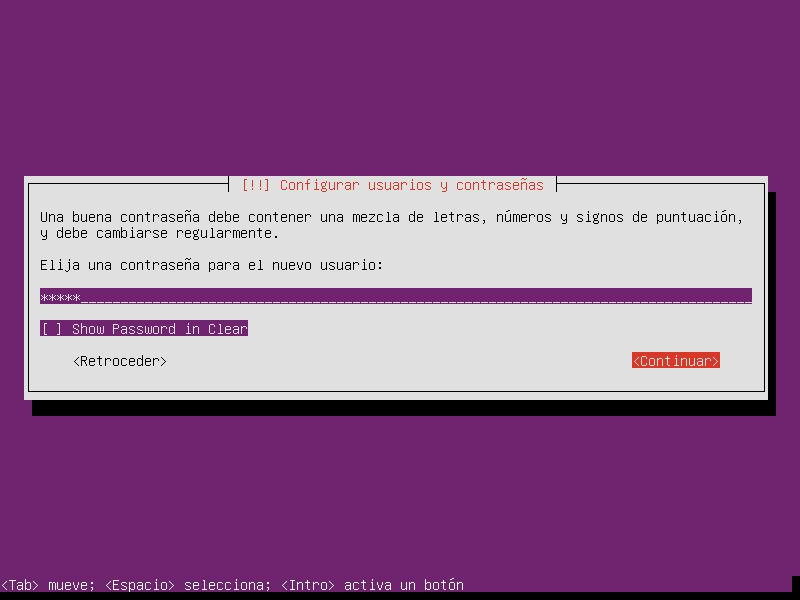 [!!] Configurar usuarios y contraseñas
Una buena contraseña debe contener una mezcla de letras, números y signos de puntuación,
y debe cambiarse regularmente.
Elija una contraseña para el nuevo usuario:
*****
[ ] Show Password in Clear
<Retroceder> <Continuar>
<Tab> mueve; <Espacio> selecciona; <Intro> activa un botón